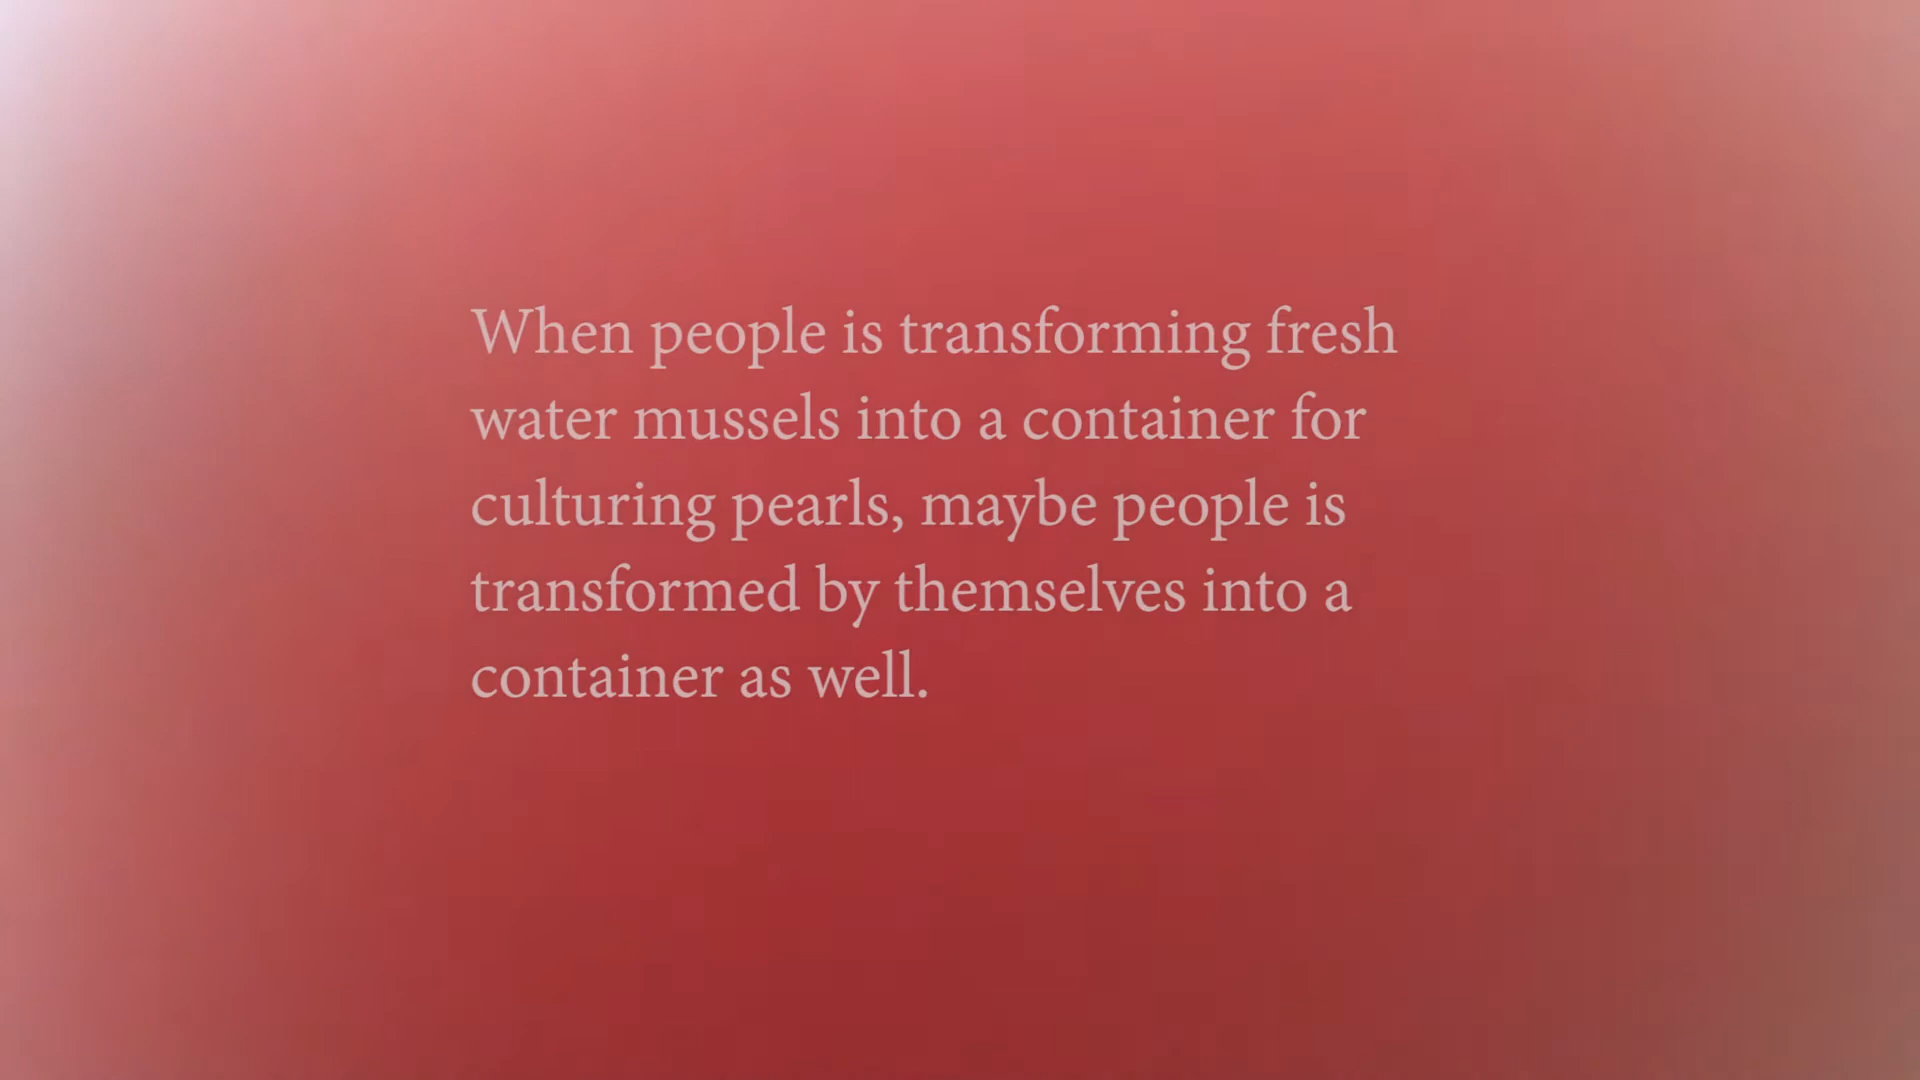 When people is transforming fresh
water mussels into a container for
culturing pearls, maybe people is
transformed by themselves into a
container as well.